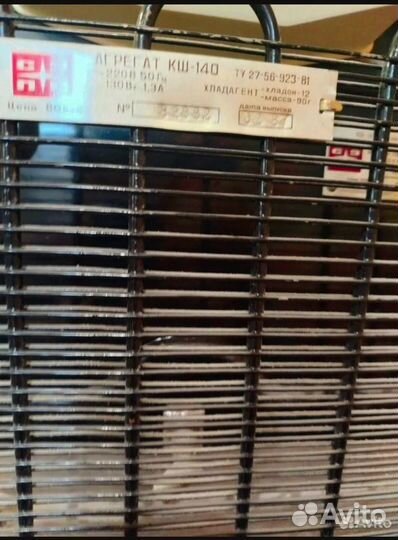 АГРЕГАТ КШ-140 ТУ 27-56-923-81
~220В 50Гц
130Вт 1,3А
ХЛАДАГЕНТ -хладон-12
-масса-90г
Цена
№
дата выпуска
Avito
АВИТО